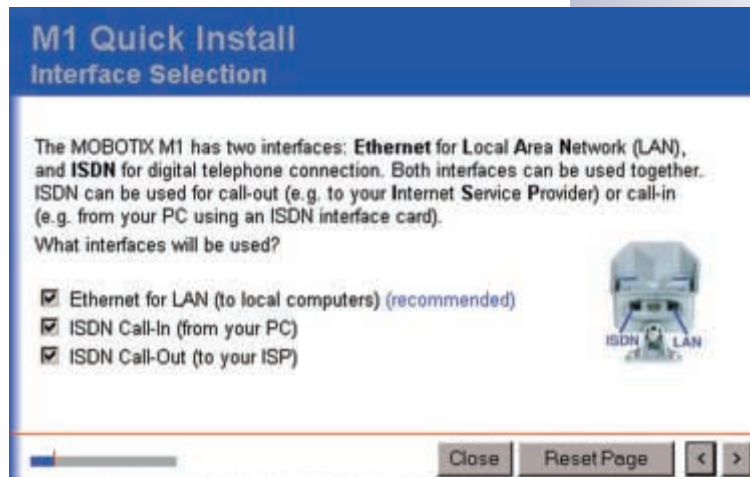 M1 Quick Install
Interface Selection
The MOBOTIX M1 has two interfaces: Ethernet for Local Area Network (LAN),
and ISDN for digital telephone connection. Both interfaces can be used together.
ISDN can be used for call-out (e.g. to your Internet Service Provider) or call-in
(e.g. from your PC using an ISDN interface card).
What interfaces will be used?
Ethernet for LAN (to local computers) (recommended)
ISDN Call-In (from your PC)
ISDN Call-Out (to your ISP)
ISDN LAN
Close Reset Page < >